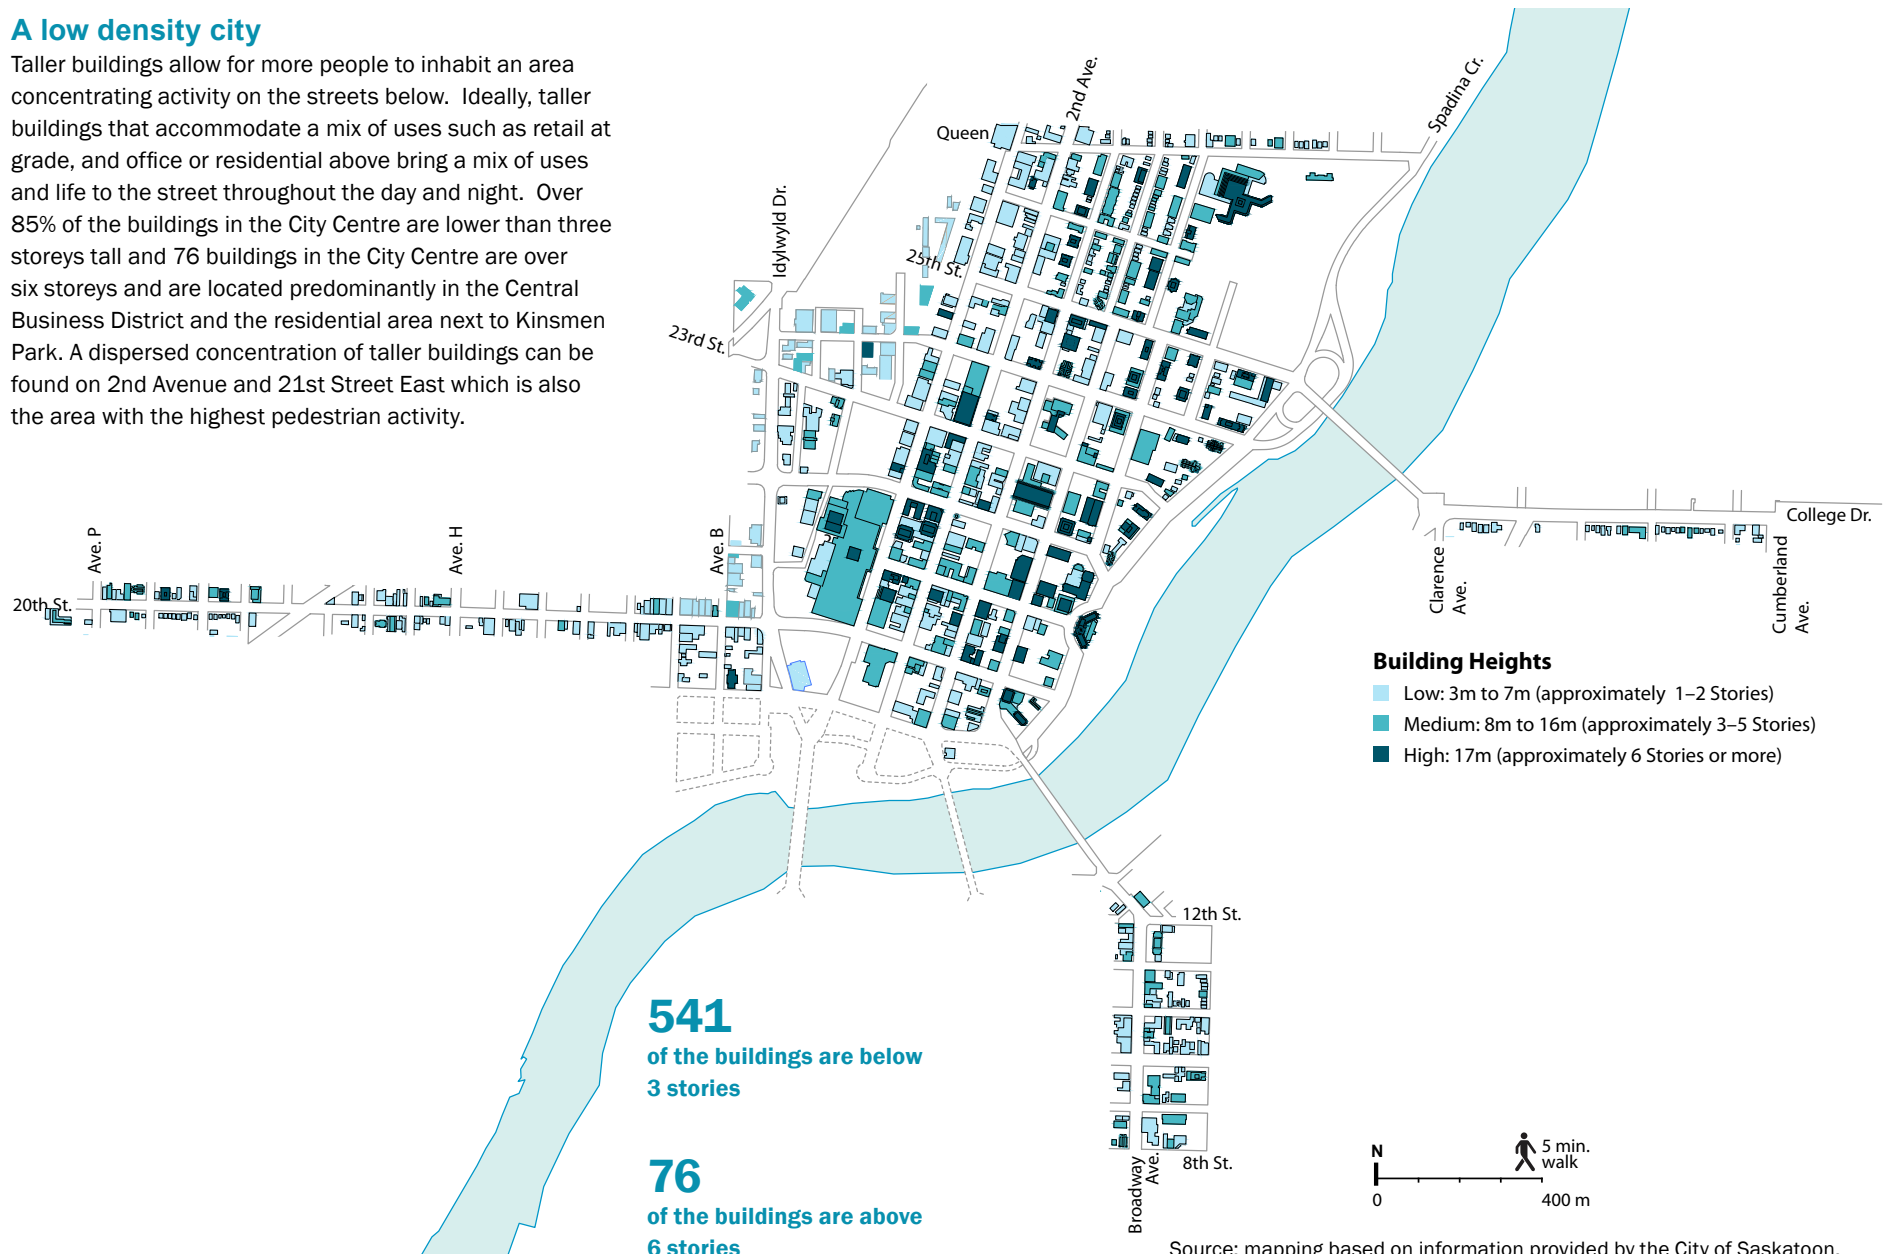 A low density city
Taller buildings allow for more people to inhabit an area
concentrating activity on the streets below.  Ideally, taller
buildings that accommodate a mix of uses such as retail at
grade, and office or residential above bring a mix of uses
and life to the street throughout the day and night.  Over
85% of the buildings in the City Centre are lower than three
storeys tall and 76 buildings in the City Centre are over
six storeys and are located predominantly in the Central
Business District and the residential area next to Kinsmen
Park. A dispersed concentration of taller buildings can be
found on 2nd Avenue and 21st Street East which is also
the area with the highest pedestrian activity.
2nd Ave.
Spadina Cr.
Queen
Idylwyld Dr.
25th St.
23rd St.
Ave. P
Ave. H
Ave. B
20th St.
College Dr.
Clarence
Ave.
Cumberland
Ave.
Building Heights
Low: 3m to 7m (approximately  1–2 Stories)
Medium: 8m to 16m (approximately 3–5 Stories)
High: 17m (approximately 6 Stories or more)
12th St.
541
of the buildings are below
3 stories
76
of the buildings are above
6 stories
Broadway
Ave.
8th St.
N
5 min.
walk
0
400 m
Source: mapping based on information provided by the City of Saskatoon.